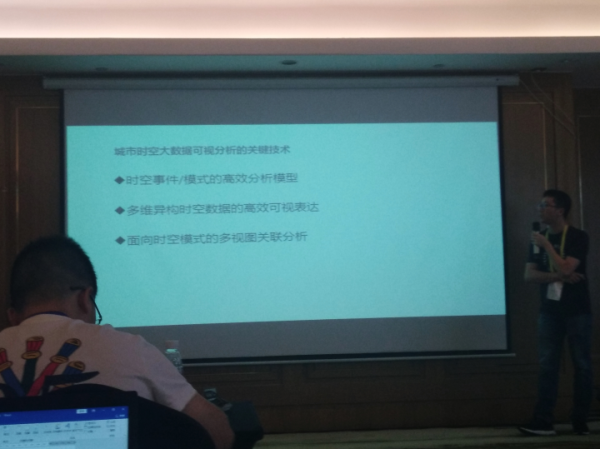 城市时空大数据可视分析的关键技术
◆时空事件/模式的高效分析模型
◆多维异构时空数据的高效可视表达
◆面向时空模式的多视图关联分析